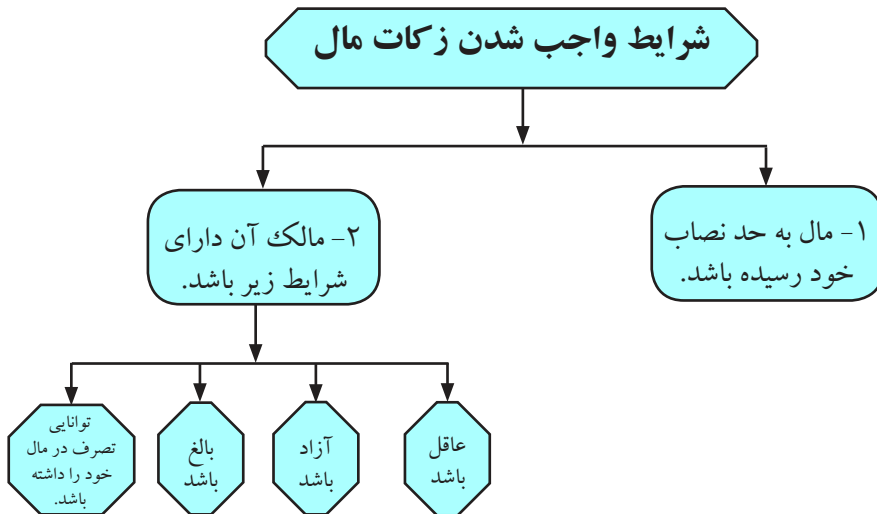 شرایط واجب شدن زکات مال
۱- مال به حد نصاب
خود رسیده باشد.
۲- مالک آن دارای
شرایط زیر باشد.
عاقل
باشد
آزاد
باشد
بالغ
باشد
توانایی
تصرف در مال
خود را داشته
باشد.